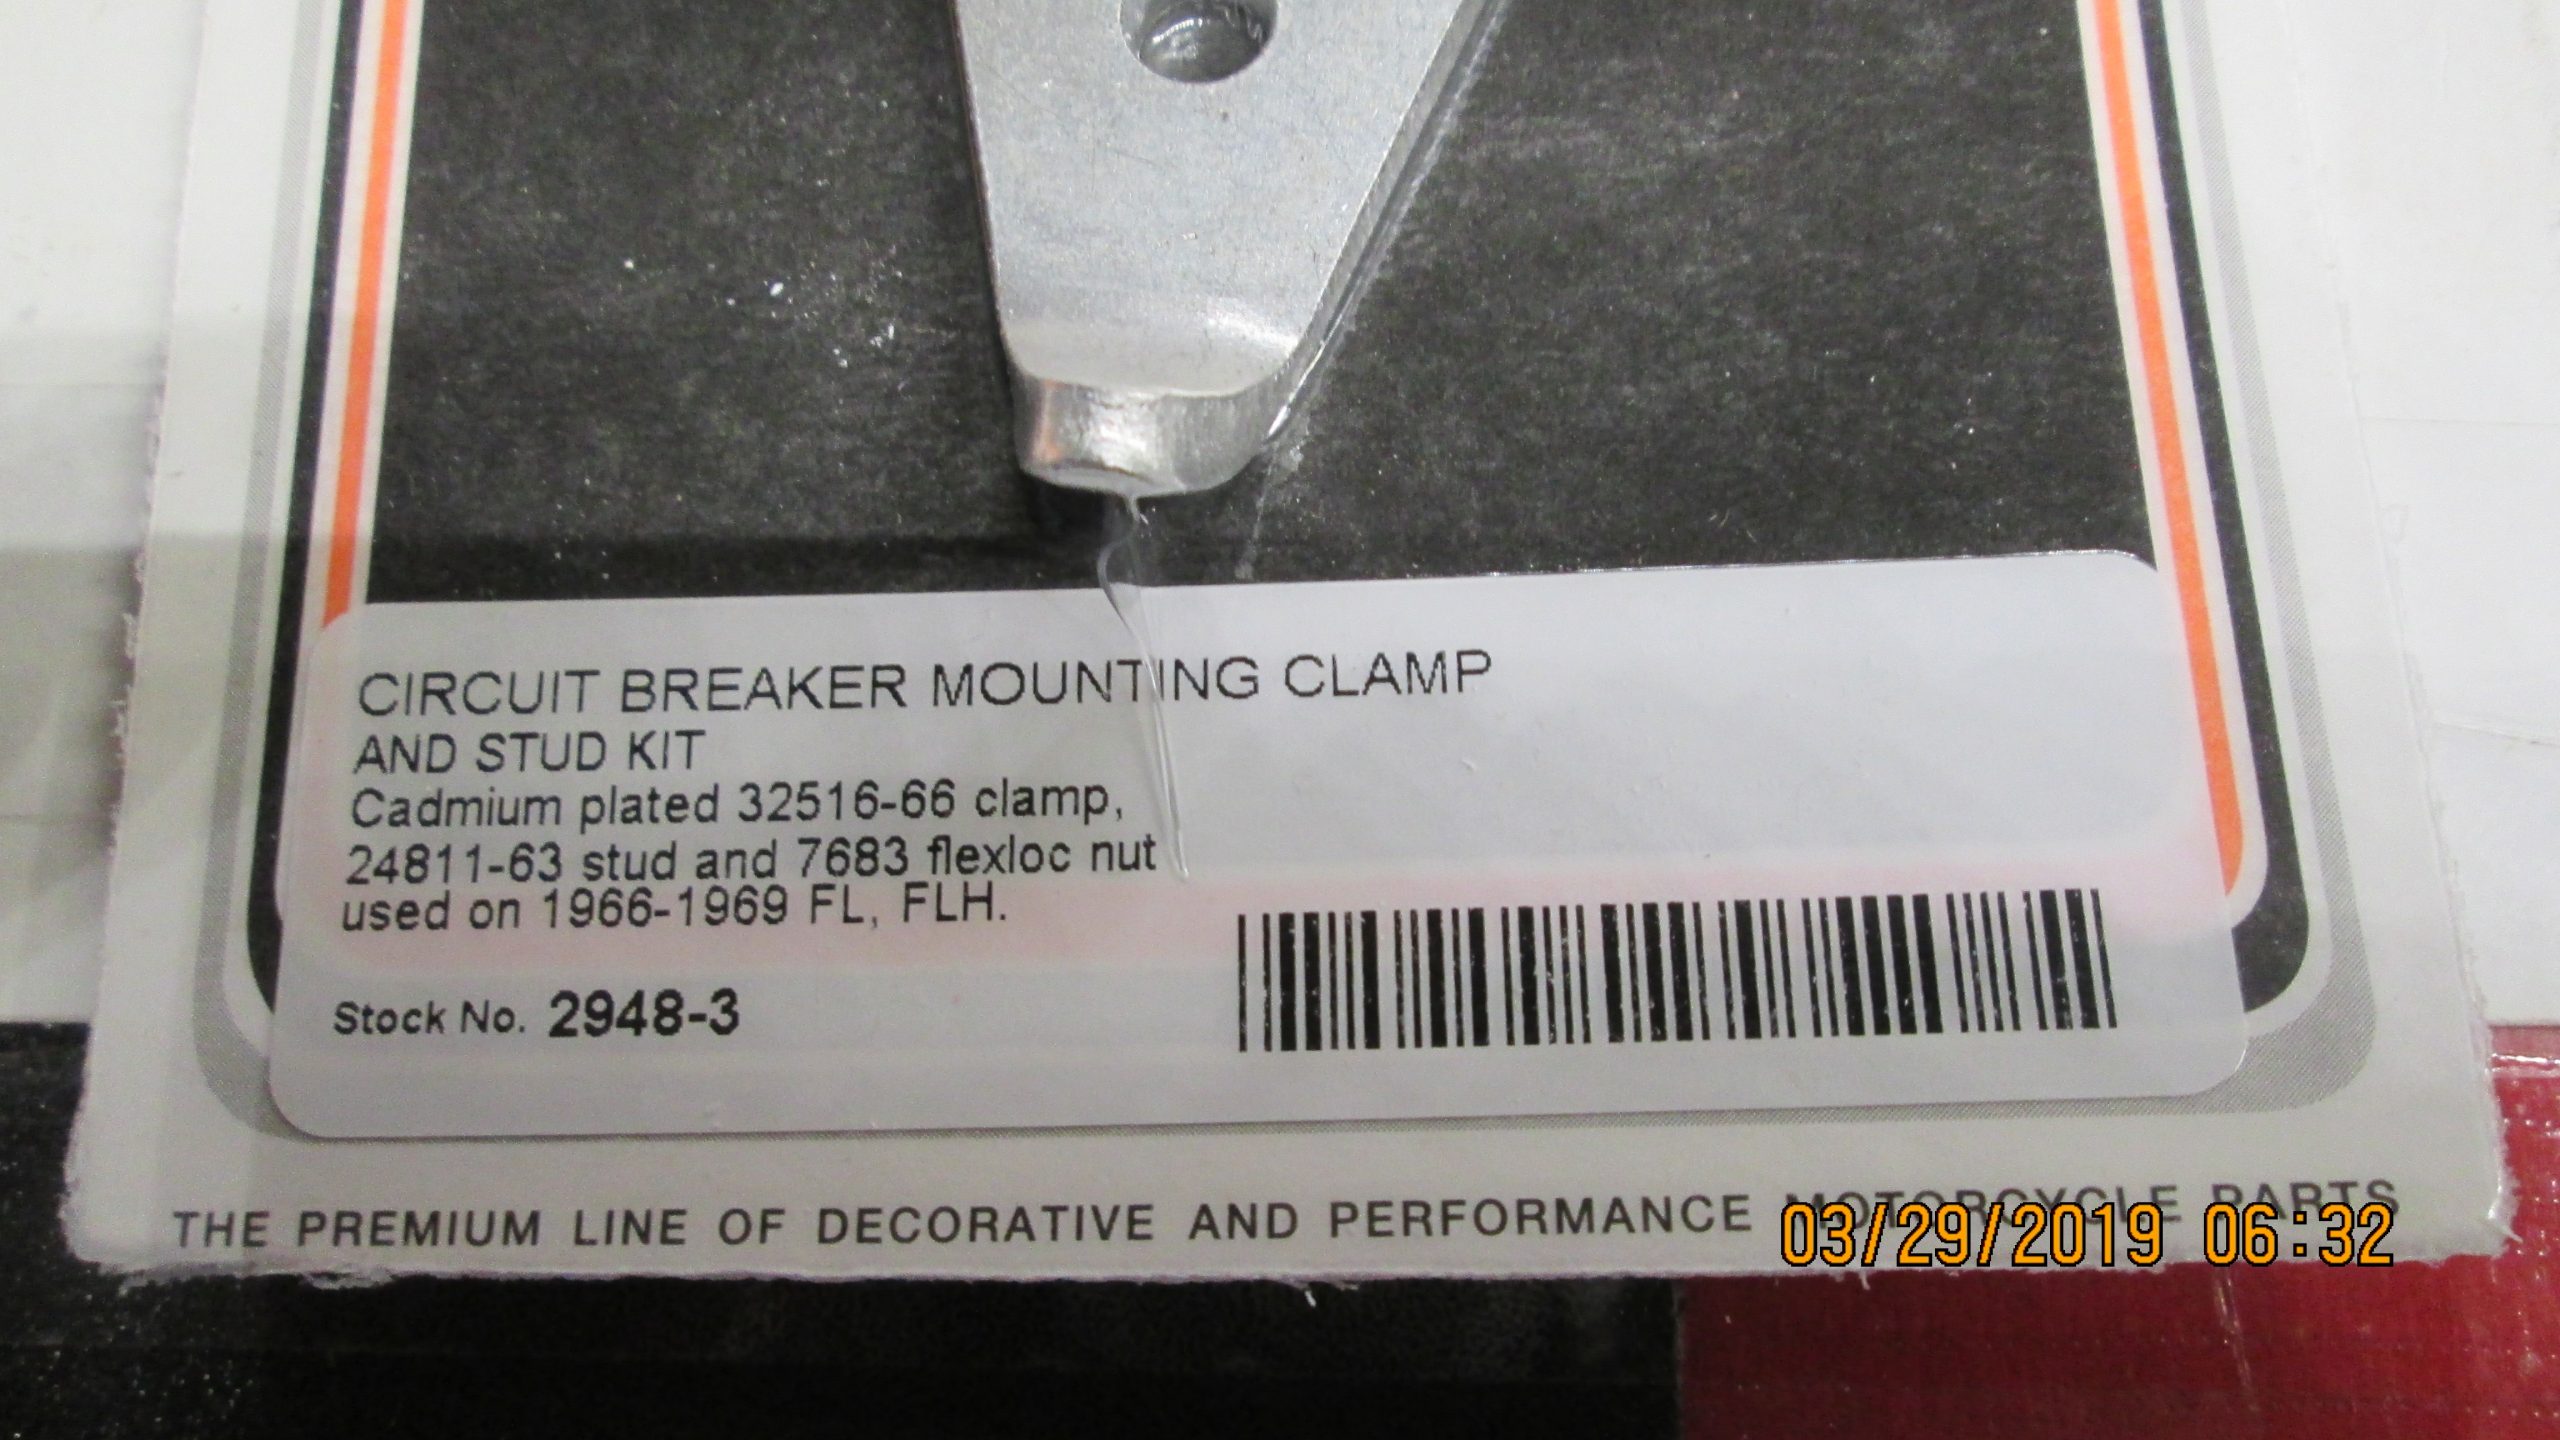 CIRCUIT BREAKER MOUNTING CLAMP
AND STUD KIT
Cadmium plated 32516-66 clamp,
24811-63 stud and 7683 flexloc nut
used on 1966-1969 FL, FLH.
Stock No. 2948-3
THE PREMIUM LINE OF DECORATIVE AND PERFORMANCE MOTORCYCLE PARTS
03/29/2019 06:32